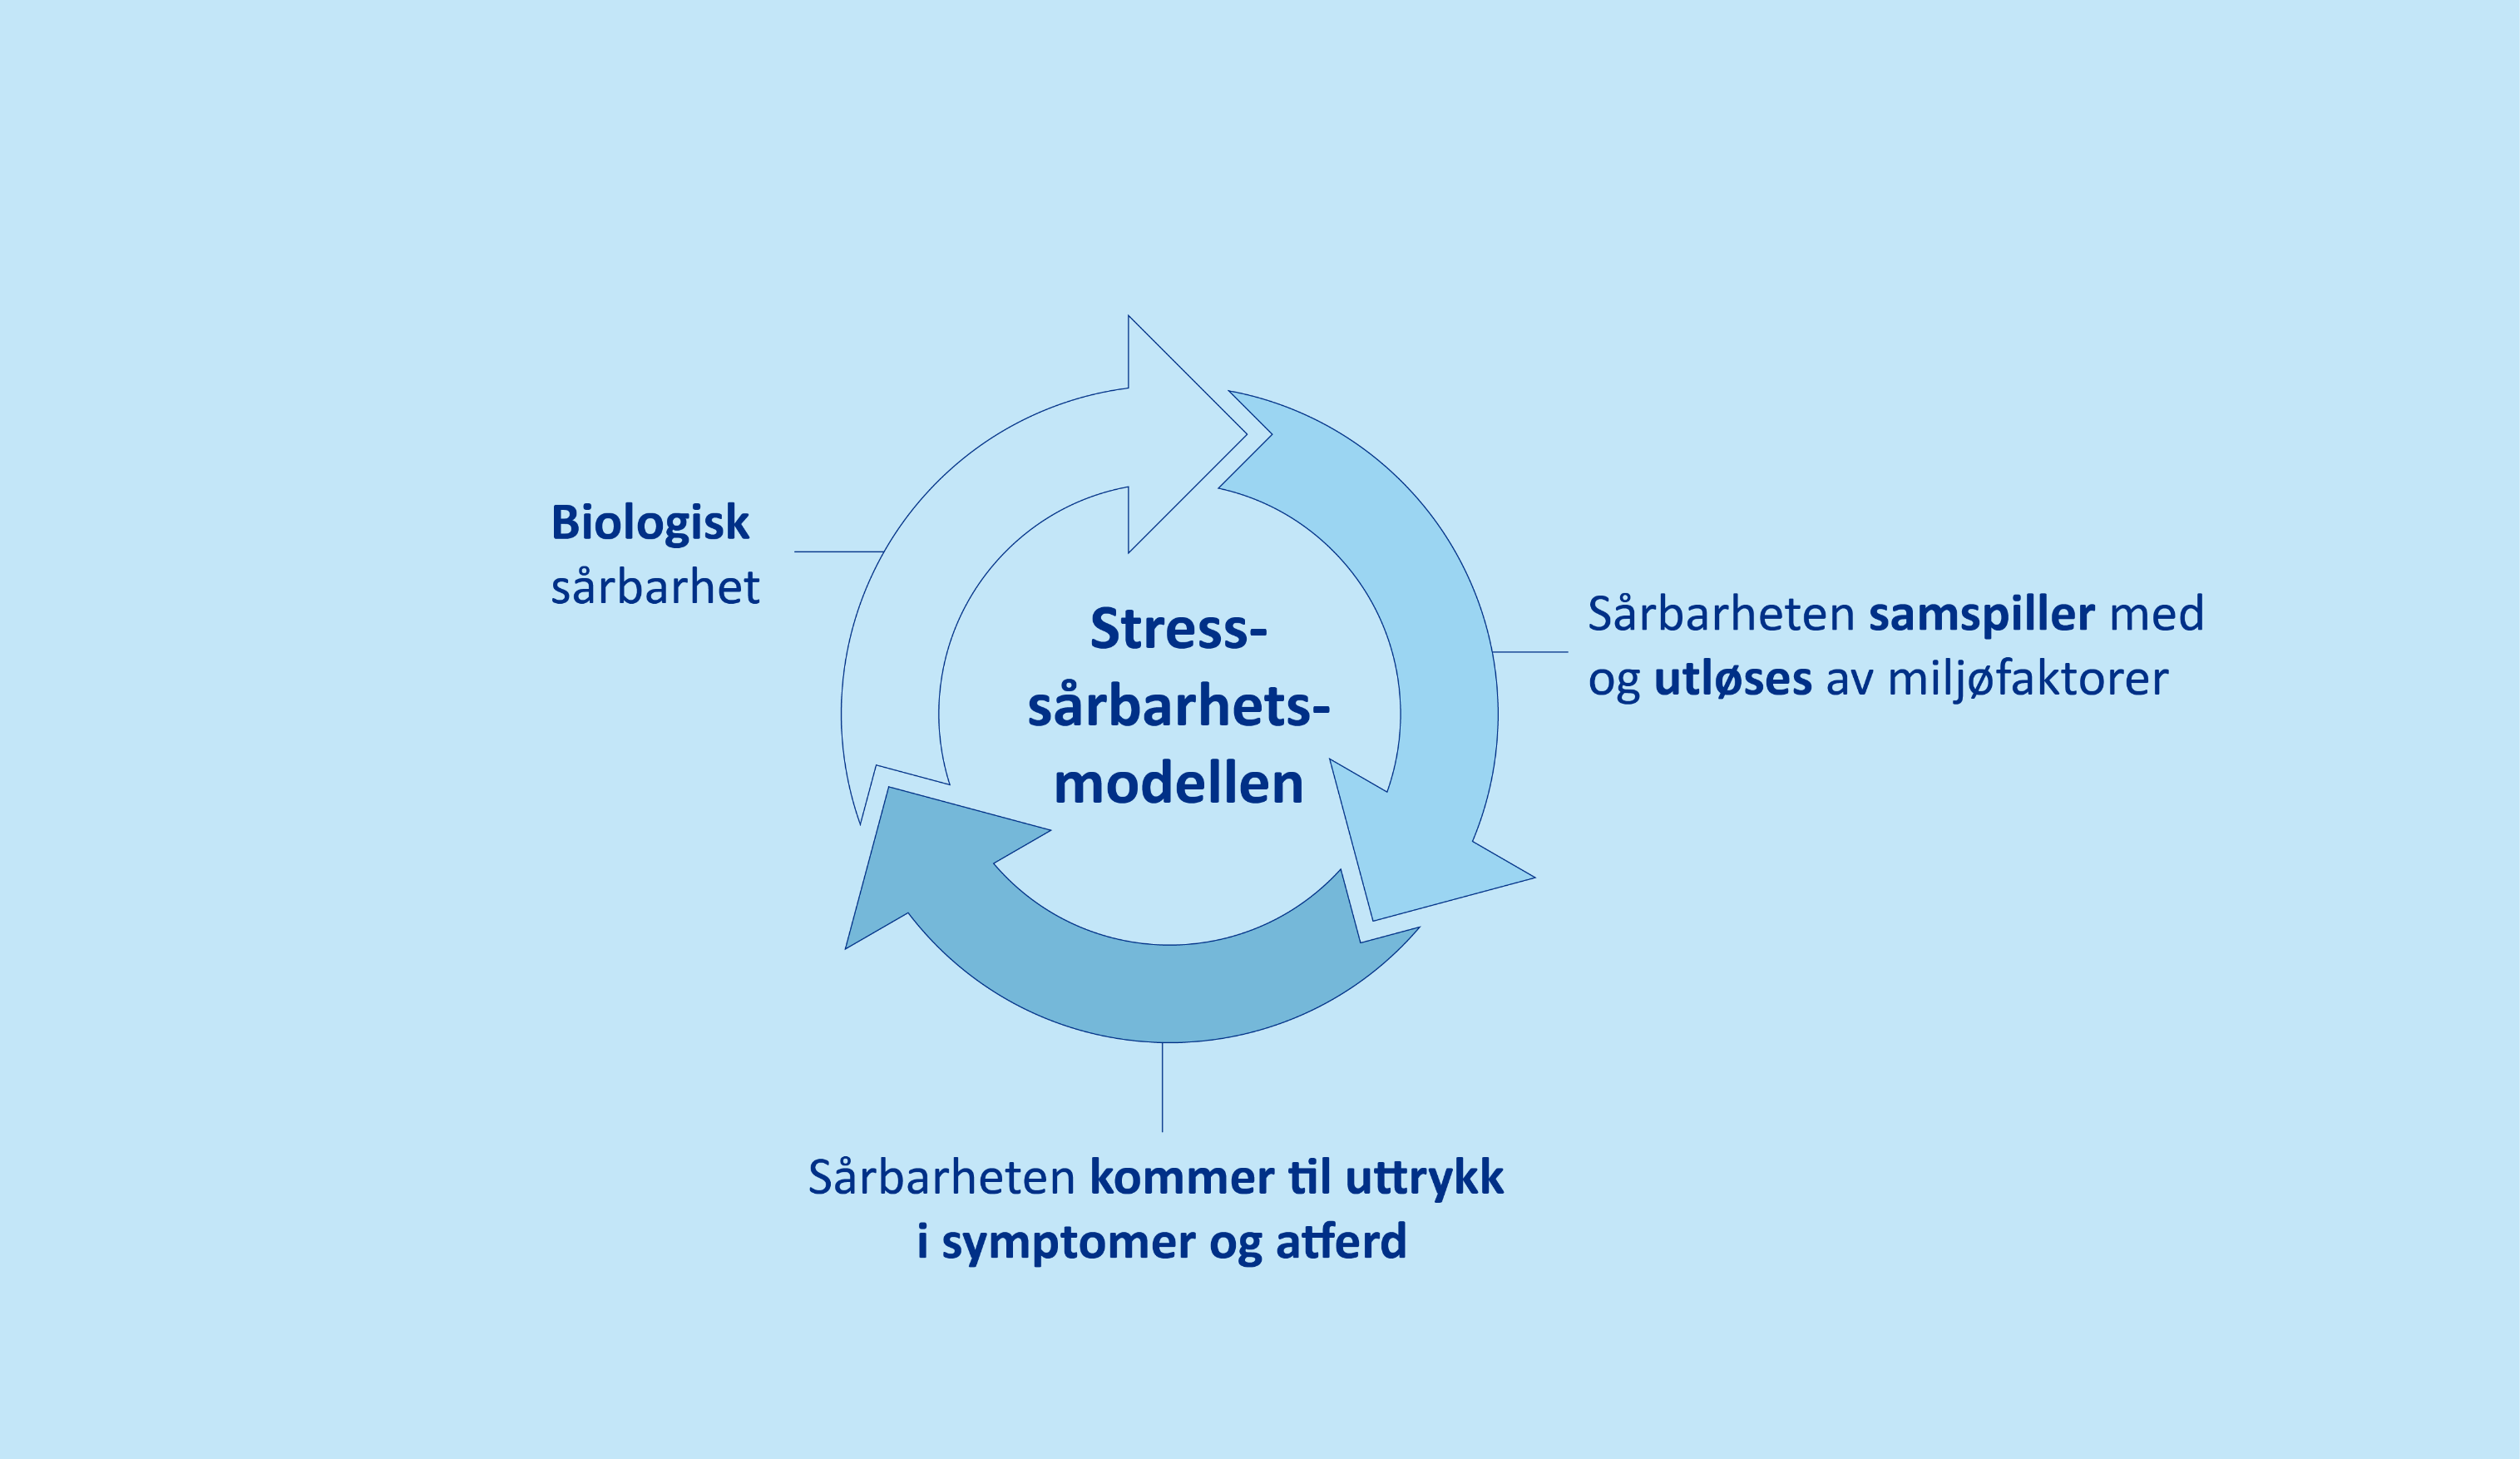 Biologisk
sårbarhet
Stress-
sårbarhets-
modellen
Sårbarheten samspiller med
og utløses av miljøfaktorer
Sårbarheten kommer til uttrykk
i symptomer og atferd